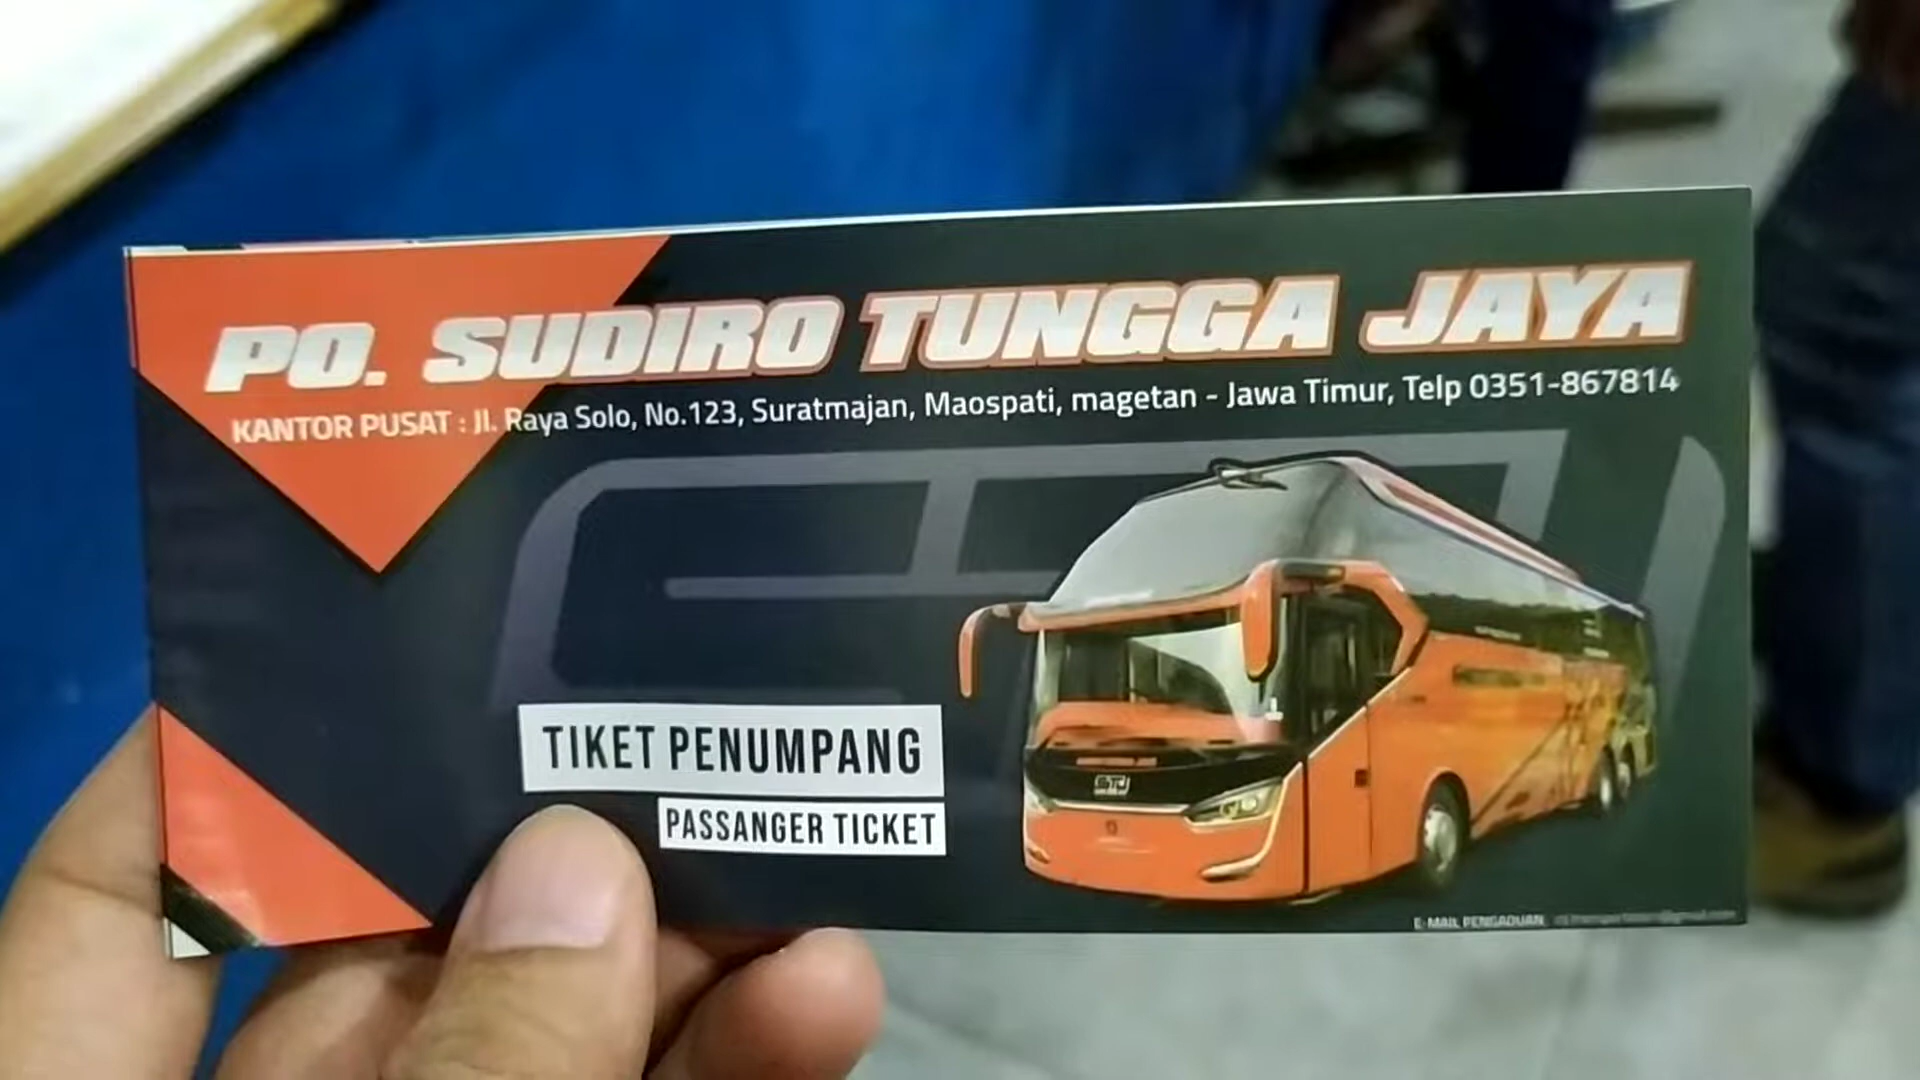 PO. SUDIRO TUNGGA JAYA
KANTOR PUSAT : Jl. Raya Solo, No.123, Suratmajan, Maospati, magetan - Jawa Timur, Telp 0351-867814
TIKET PENUMPANG
PASSANGER TICKET
STJ
E-MAIL PENGADUAN